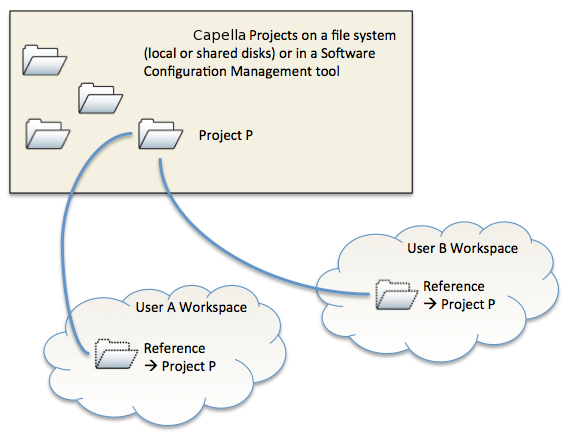 Capella Projects on a file system
(local or shared disks) or in a Software
Configuration Management tool
Project P
User B Workspace
Reference
→ Project P
User A Workspace
Reference
→ Project P